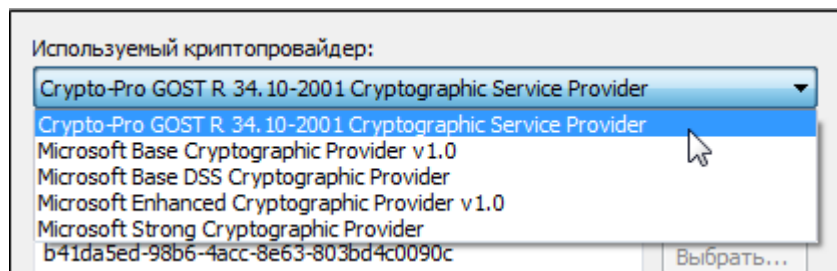 Используемый криптопровайдер:
Crypto-Pro GOST R 34.10-2001 Cryptographic Service Provider
Crypto-Pro GOST R 34.10-2001 Cryptographic Service Provider
Microsoft Base Cryptographic Provider v1.0
Microsoft Base DSS Cryptographic Provider
Microsoft Enhanced Cryptographic Provider v1.0
Microsoft Strong Cryptographic Provider
b41da5ed-98b6-4acc-8e63-803bd4c0090c
Выбрать...